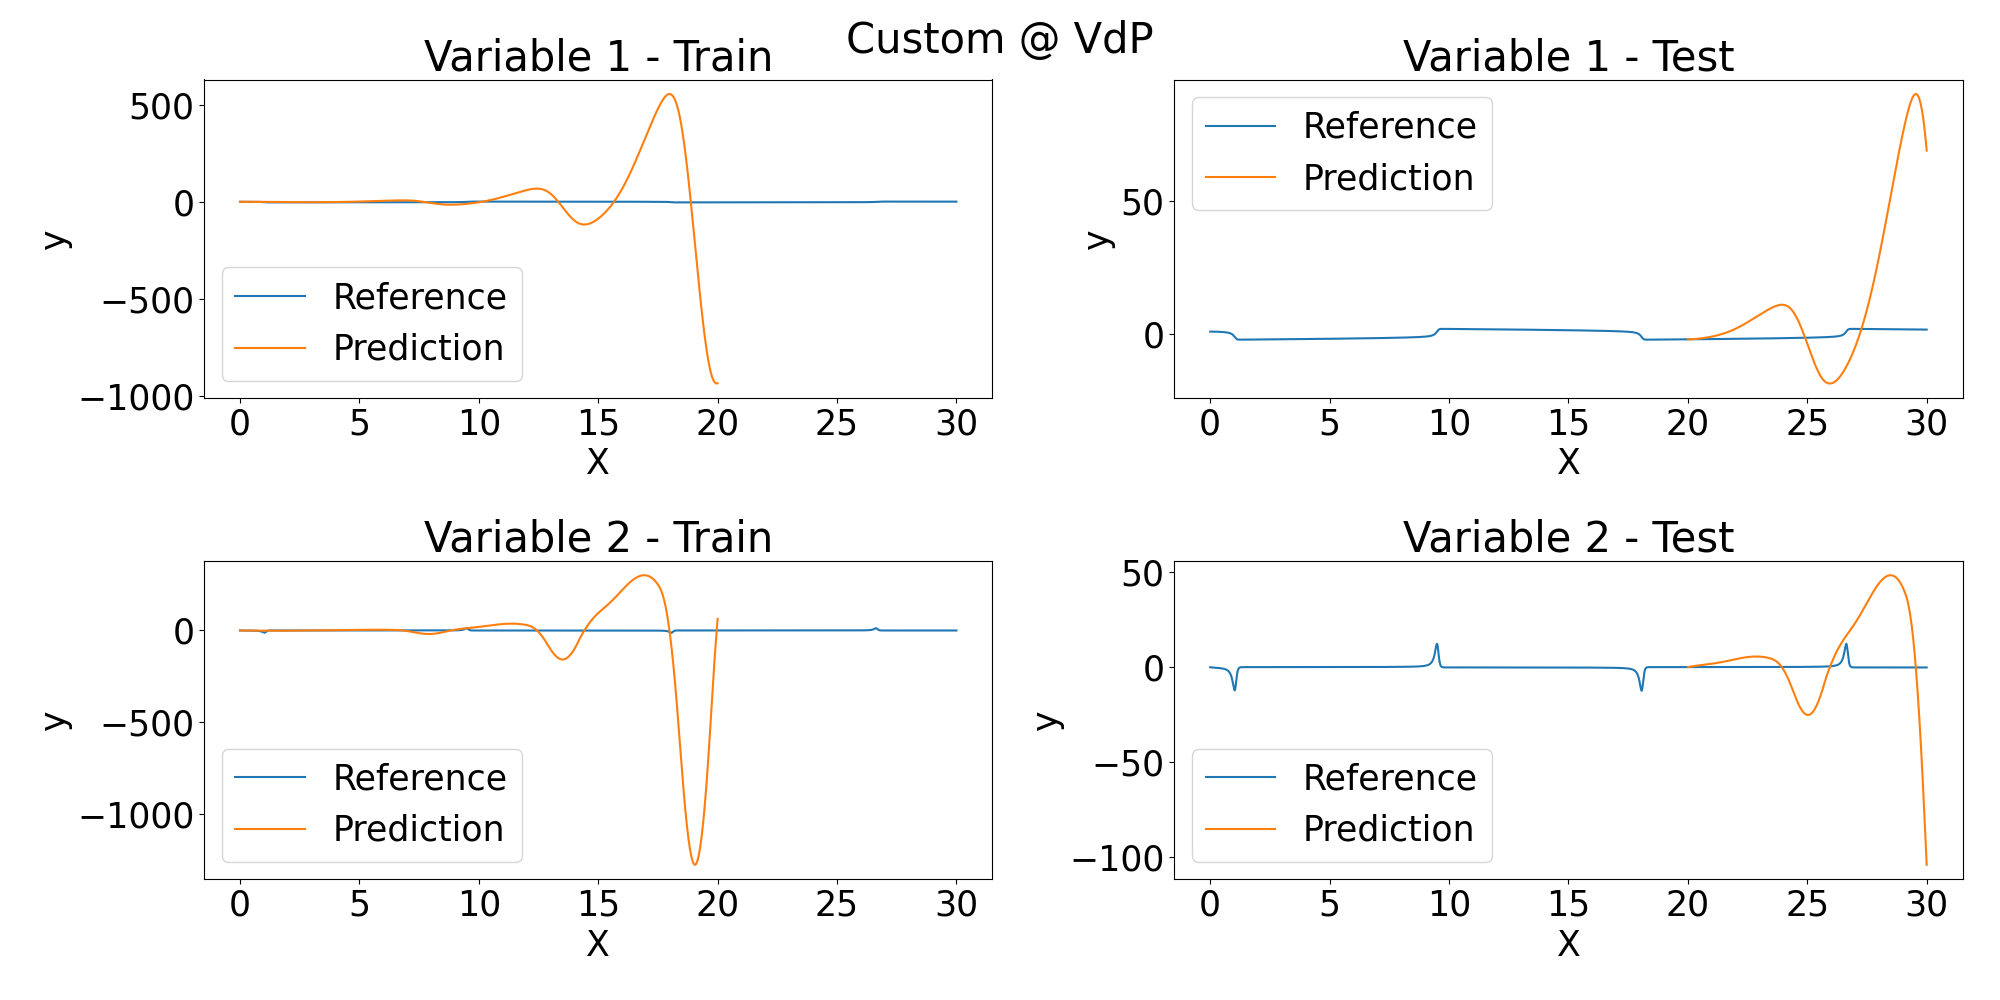 Custom @ VdP
Variable 1 - Train
500
0
−500
−1000
y
Reference
Prediction
0 5 10 15 20 25 30
X
Variable 1 - Test
50
0
y
Reference
Prediction
0 5 10 15 20 25 30
X
Variable 2 - Train
0
−500
−1000
y
Reference
Prediction
0 5 10 15 20 25 30
X
Variable 2 - Test
50
0
−50
−100
y
Reference
Prediction
0 5 10 15 20 25 30
X